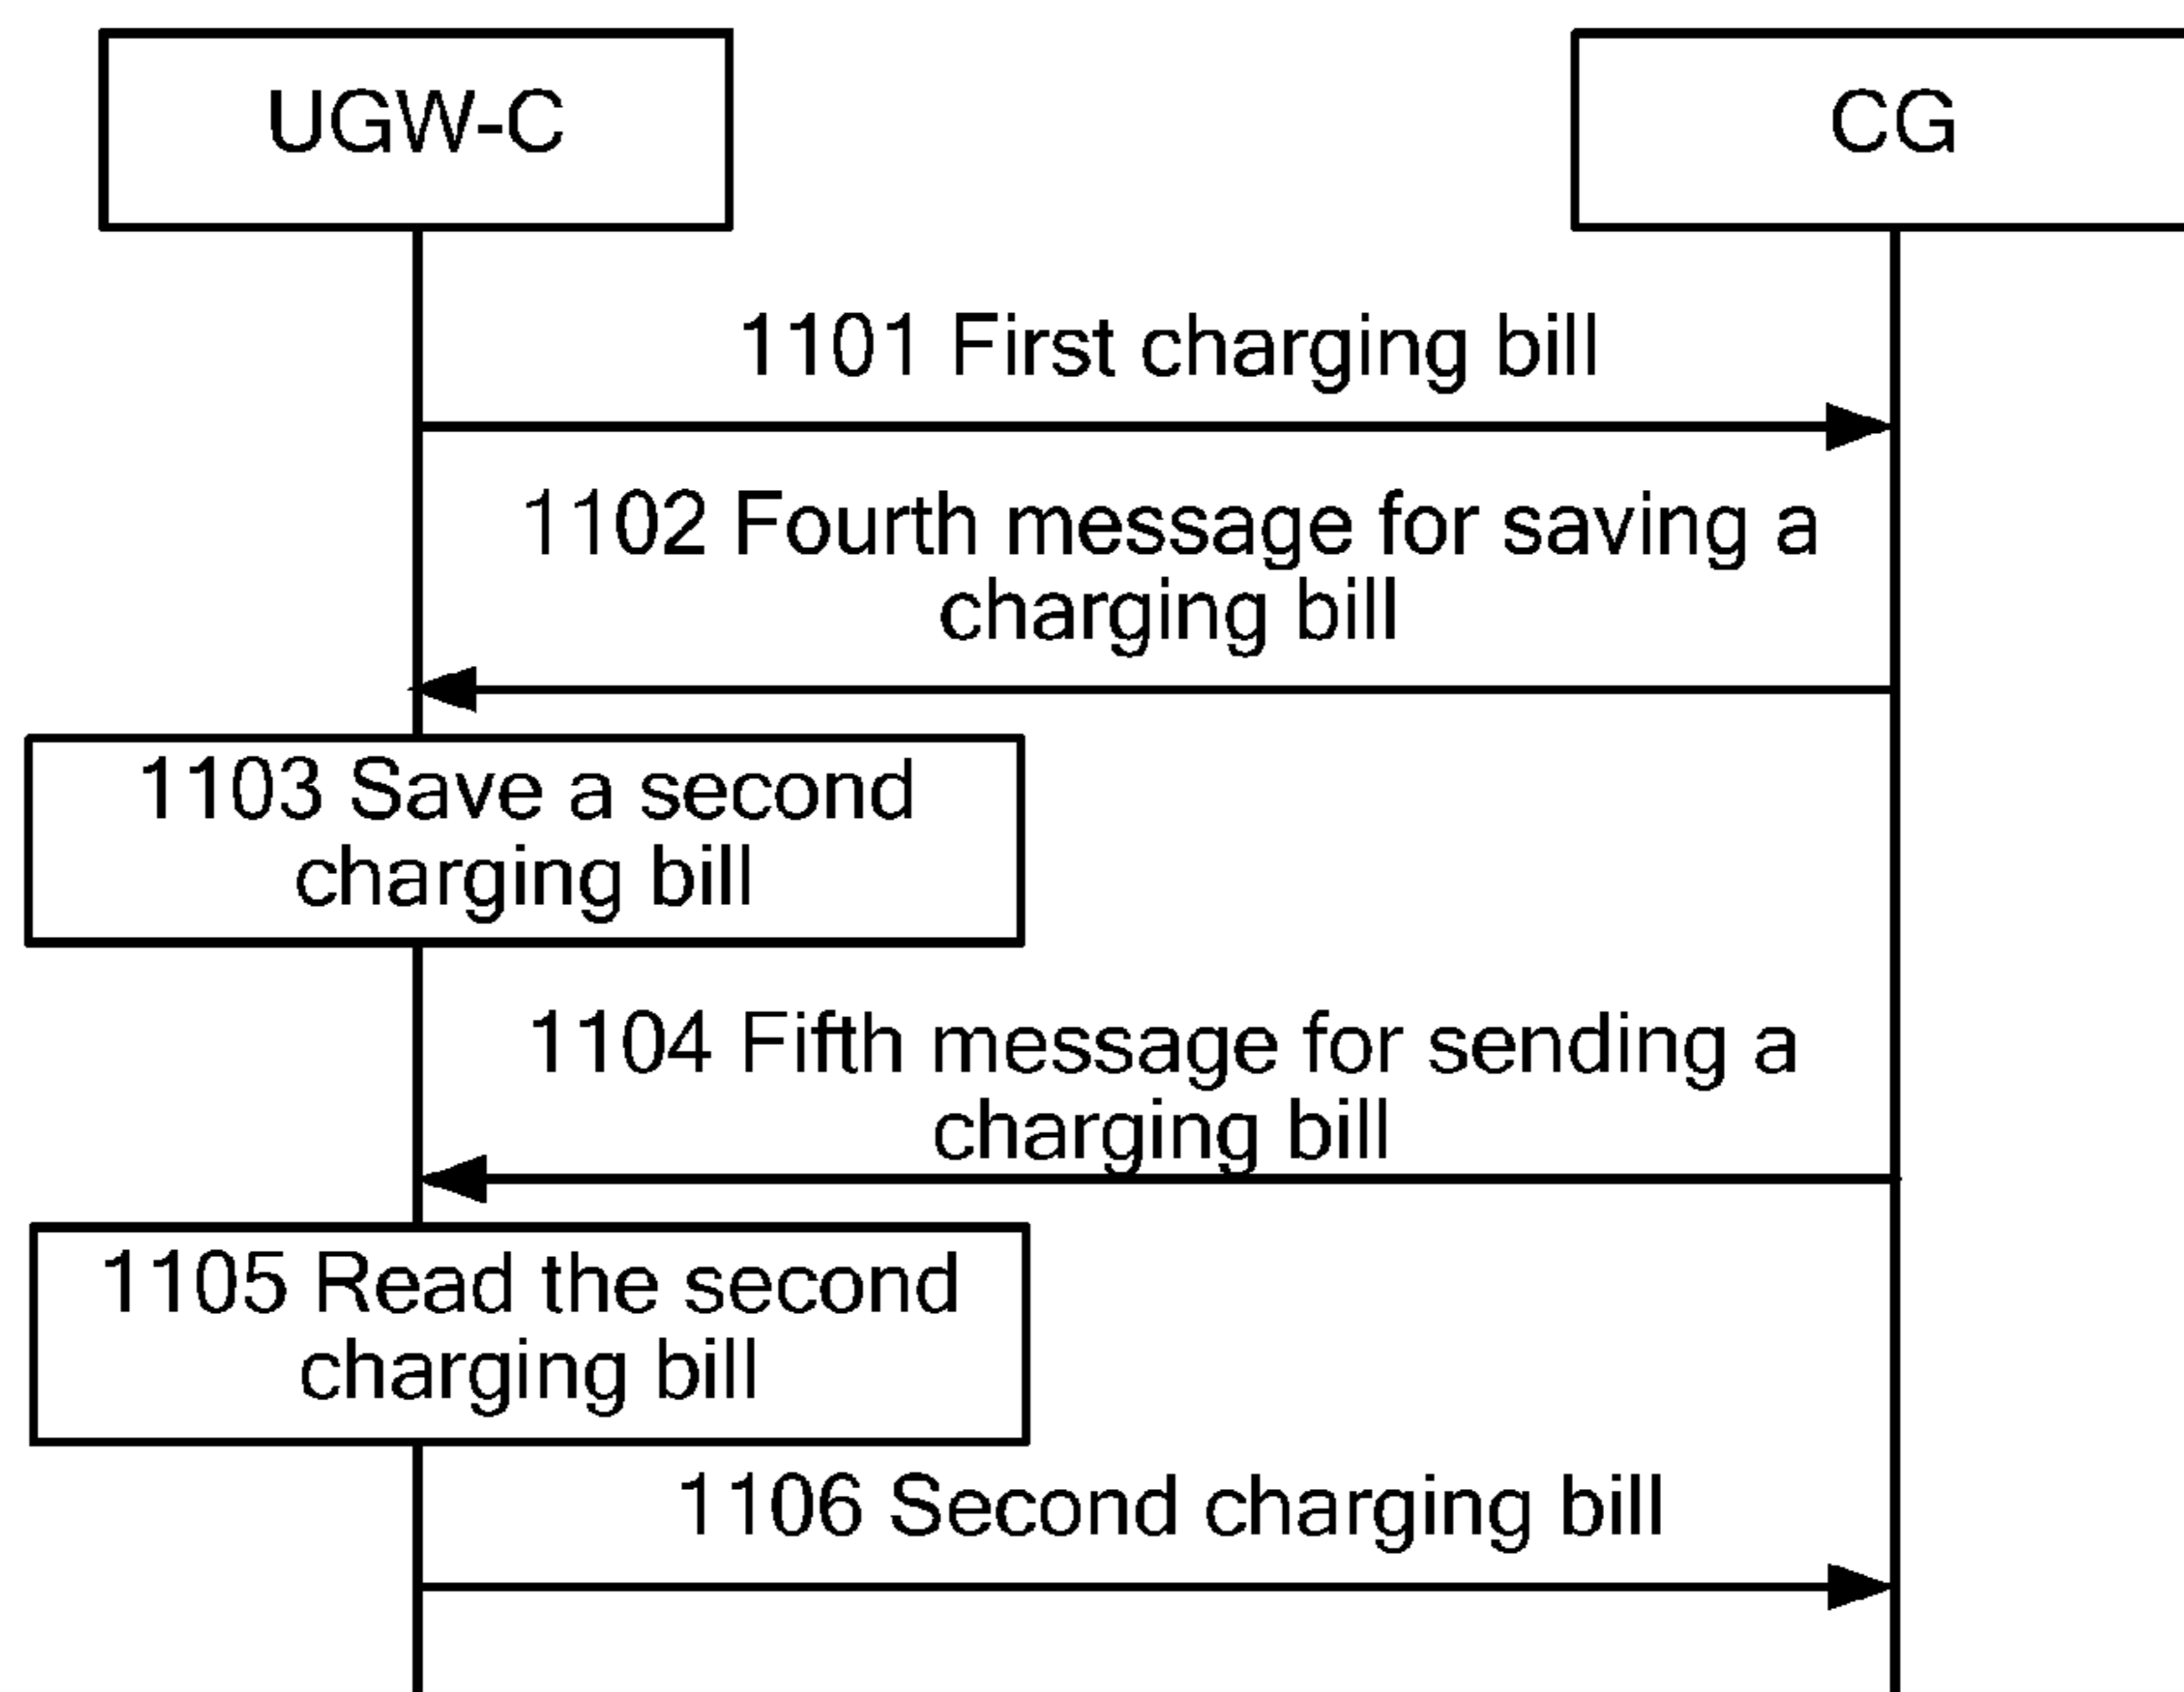 UGW-C
CG
1101 First charging bill
1102 Fourth message for saving a
charging bill
1103 Save a second
charging bill
1104 Fifth message for sending a
charging bill
1105 Read the second
charging bill
1106 Second charging bill